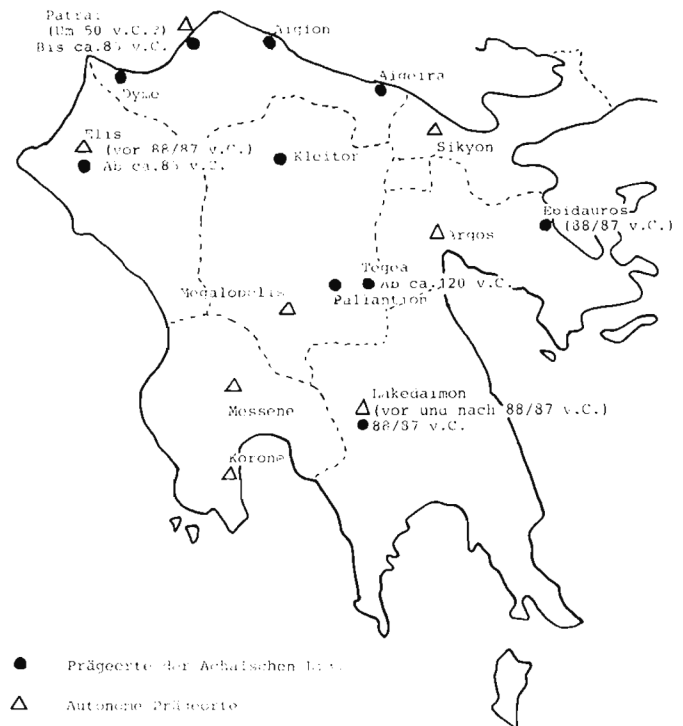 Patrai
(Um 50 v.C.?)
Bis ca.85 v.C.
Aigion
Dyme
Aigeira
Elis
(vor 88/87 v.C.)
Ab ca.85 v.C.
Kleitor
Sikyon
Epidauros
(88/87 v.C.)
Argos
Tegea
Ab ca.120 v.C.
Pallantion
Megalopolis
Messene
Lakedaimon
(vor und nach 88/87 v.C.)
88/87 v.C.
Korone
Prägeorte der Achaischen
Autonome Prägeorte